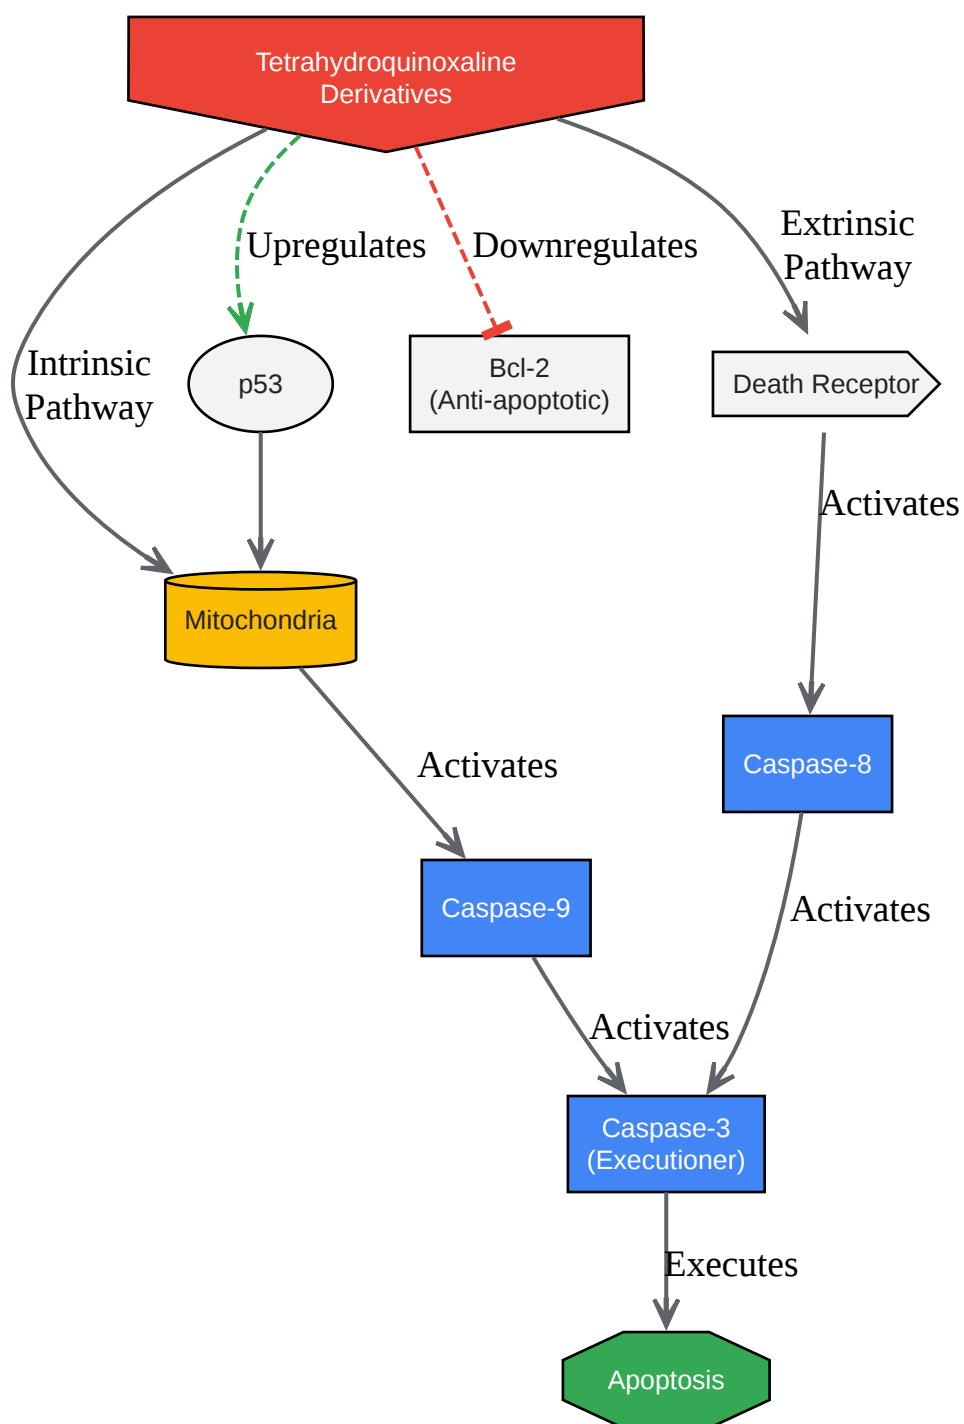 Tetrahydroquinoxaline
Derivatives
Upregulates
Downregulates
Extrinsic
Pathway
Intrinsic
Pathway
p53
Bcl-2
(Anti-apoptotic)
Death Receptor
Activates
Mitochondria
Activates
Caspase-8
Caspase-9
Activates
Activates
Caspase-3
(Executioner)
Executes
Apoptosis